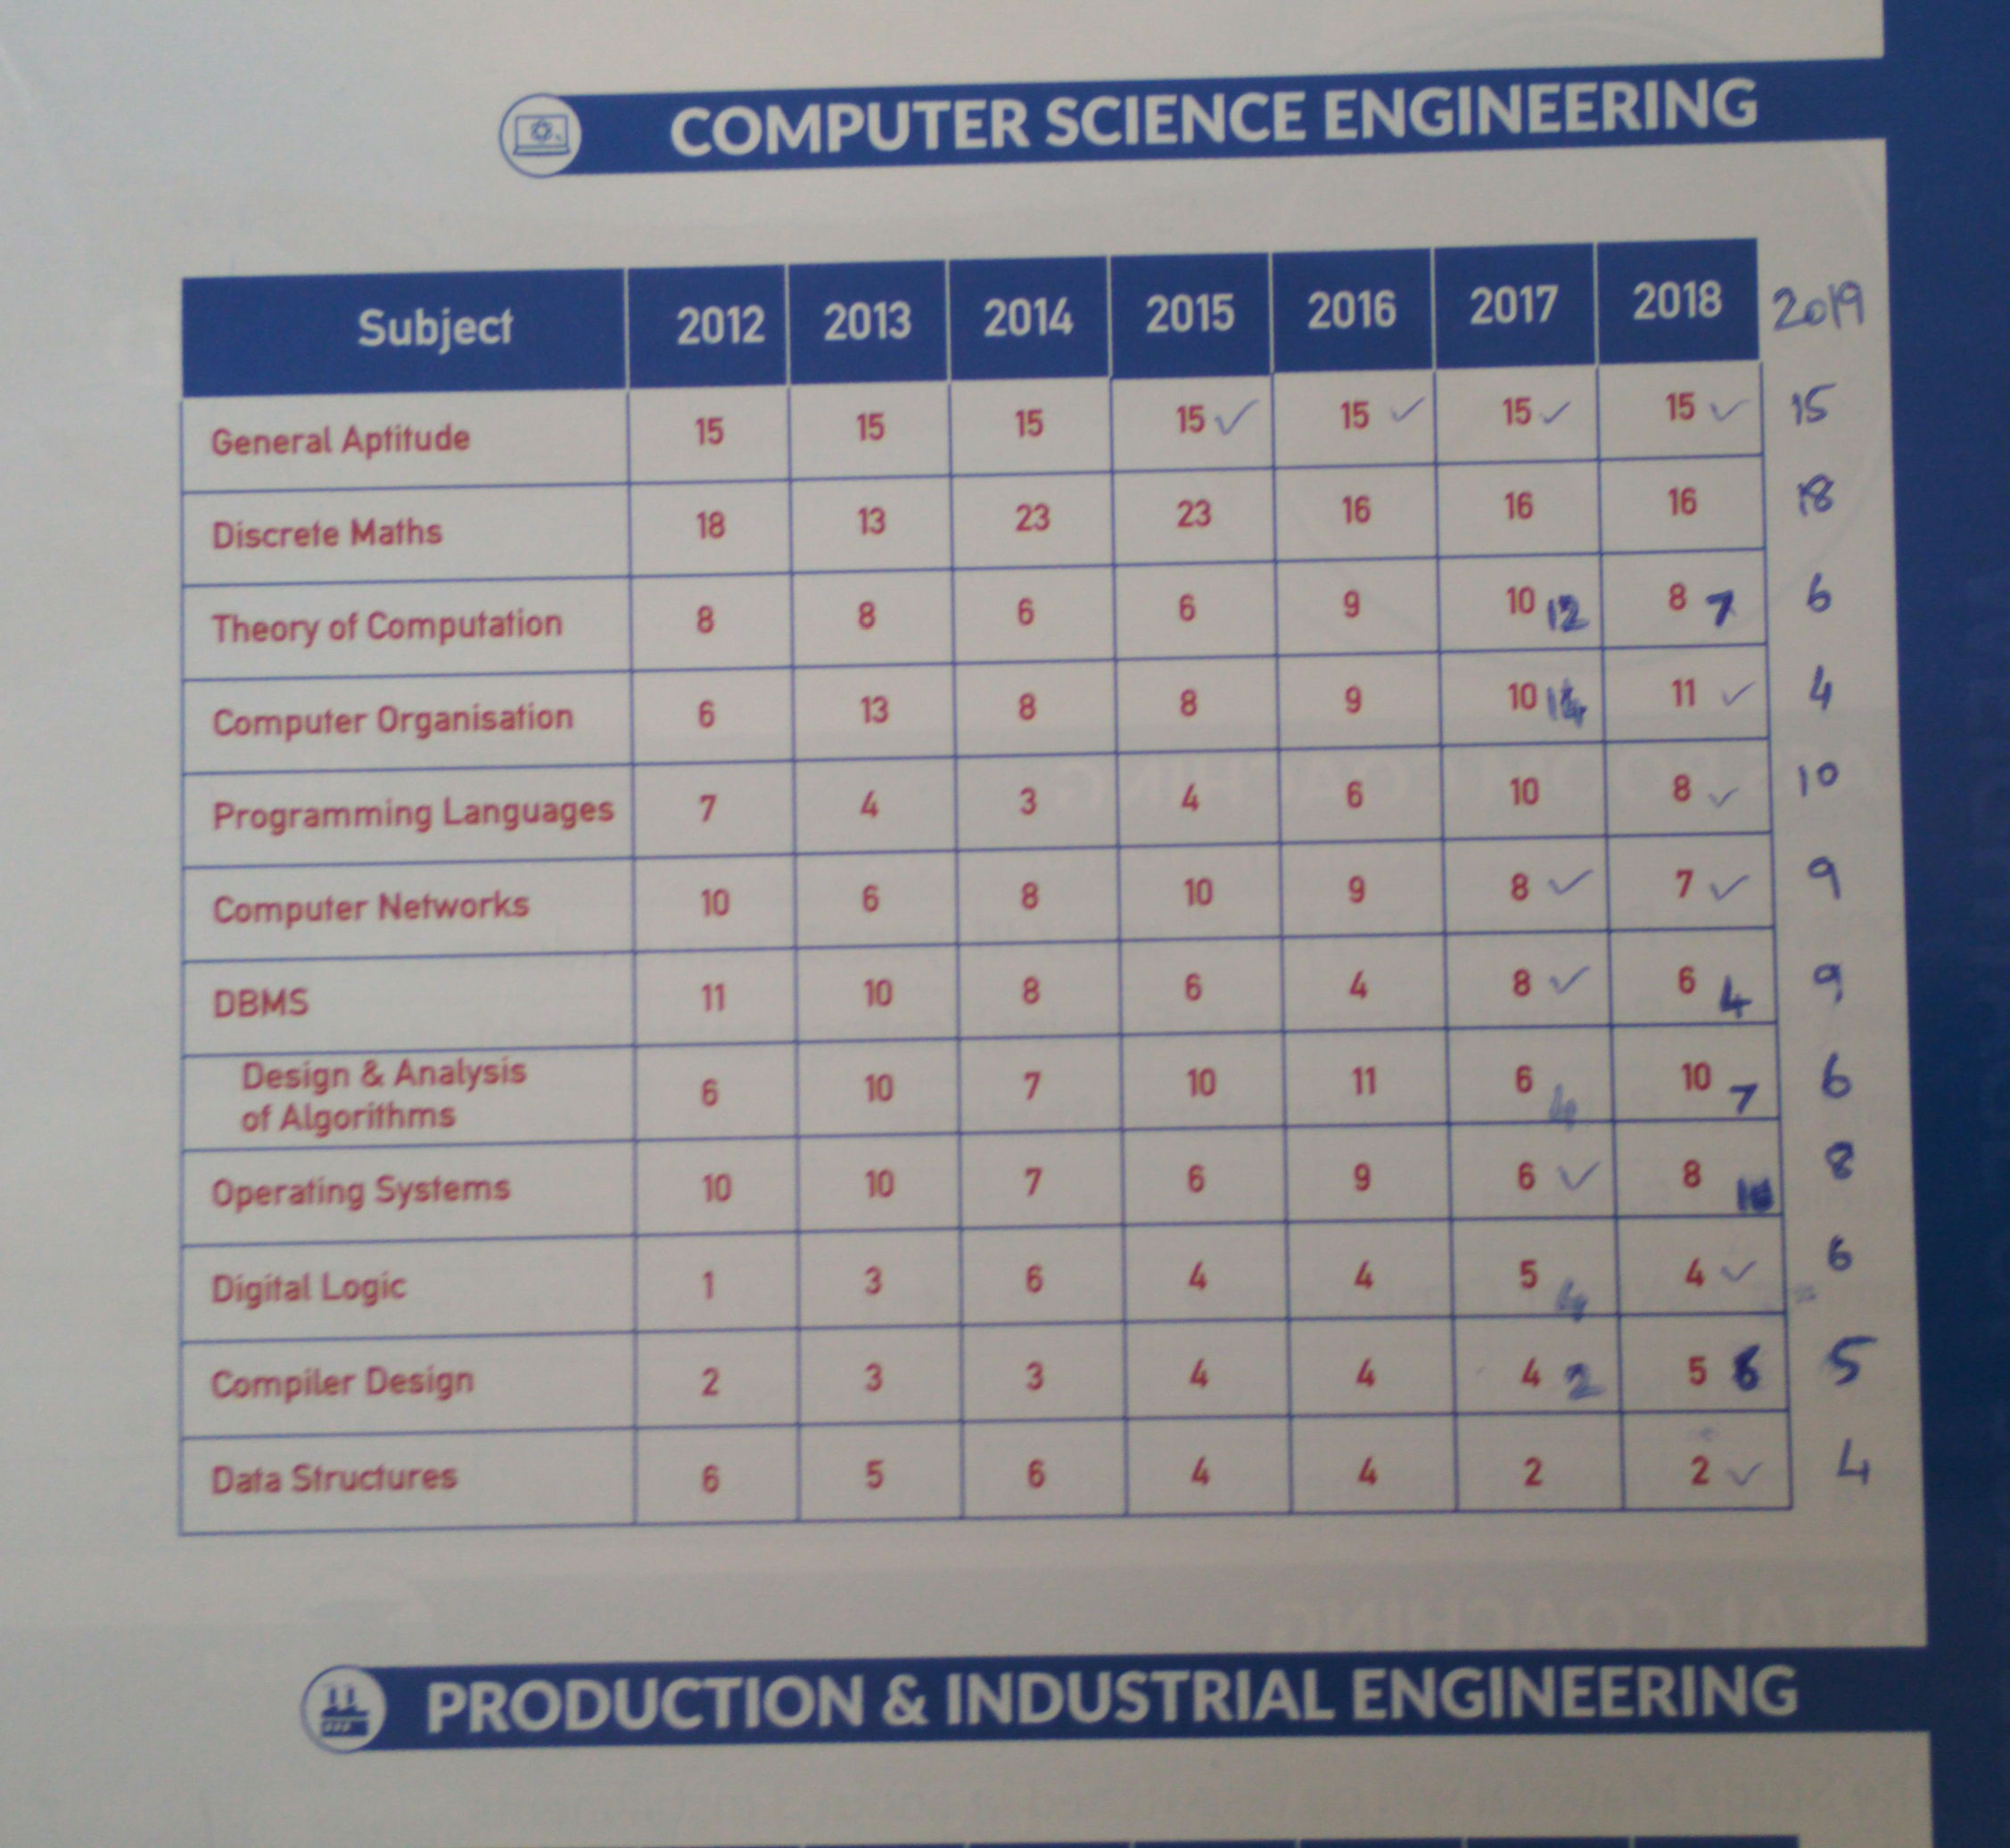 COMPUTER SCIENCE ENGINEERING
Subject 2012 2013 2014 2015 2016 2017 2018 2019
General Aptitude 15 15 15 15 ✓ 15 ✓ 15 ✓ 15 ✓ 15
Discrete Maths 18 13 23 23 16 16 16 18
Theory of Computation 8 8 6 6 9 10 12 8 7 6
Computer Organisation 6 13 8 8 9 10 11 ✓ 4
Programming Languages 7 4 3 4 6 10 8 ✓ 10
Computer Networks 10 6 8 10 9 8 ✓ 7 ✓ 9
DBMS 11 10 8 6 4 8 ✓ 6 4 9
Design & Analysis
of Algorithms 6 10 7 10 11 6 10 7 6
Operating Systems 10 10 7 6 9 6 ✓ 8 8
Digital Logic 1 3 6 4 4 5 4 ✓ 6
Compiler Design 2 3 3 4 4 4 2 5 6 5
Data Structures 6 5 6 4 4 2 2 ✓ 4
PRODUCTION & INDUSTRIAL ENGINEERING